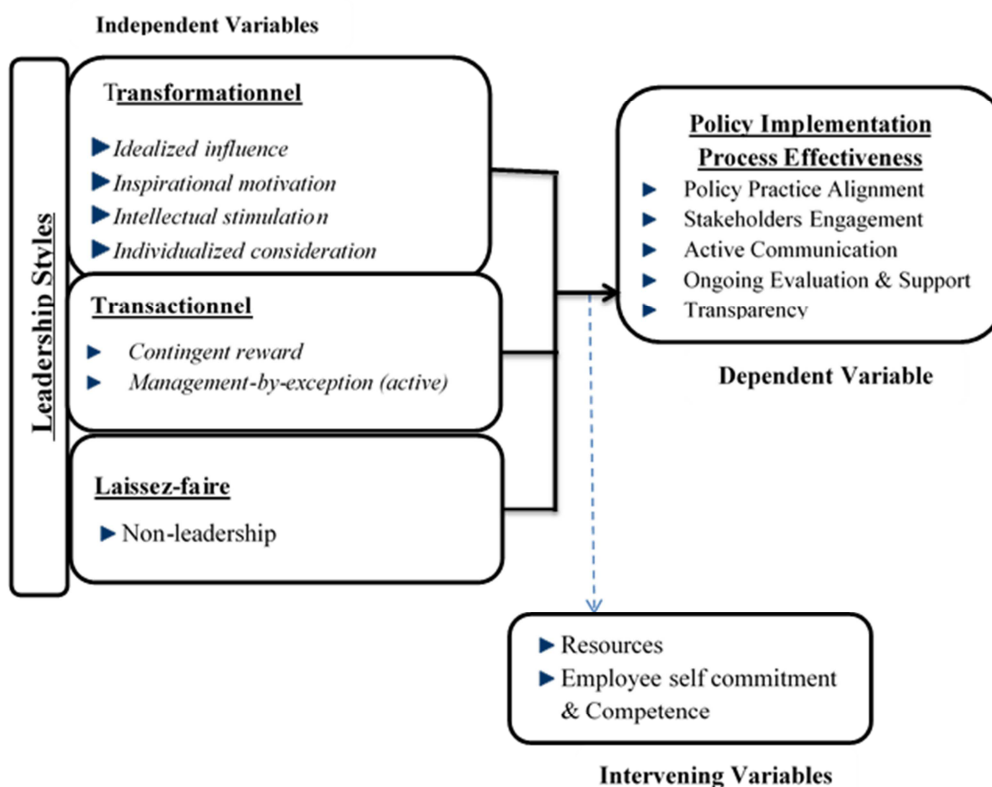 Independent Variables
Leadership Styles
Transformationnel
Idealized influence
Inspirational motivation
Intellectual stimulation
Individualized consideration
Transactionnel
Contingent reward
Management-by-exception (active)
Laissez-faire
Non-leadership
Policy Implementation
Process Effectiveness
Policy Practice Alignment
Stakeholders Engagement
Active Communication
Ongoing Evaluation & Support
Transparency
Dependent Variable
Resources
Employee self commitment
& Competence
Intervening Variables